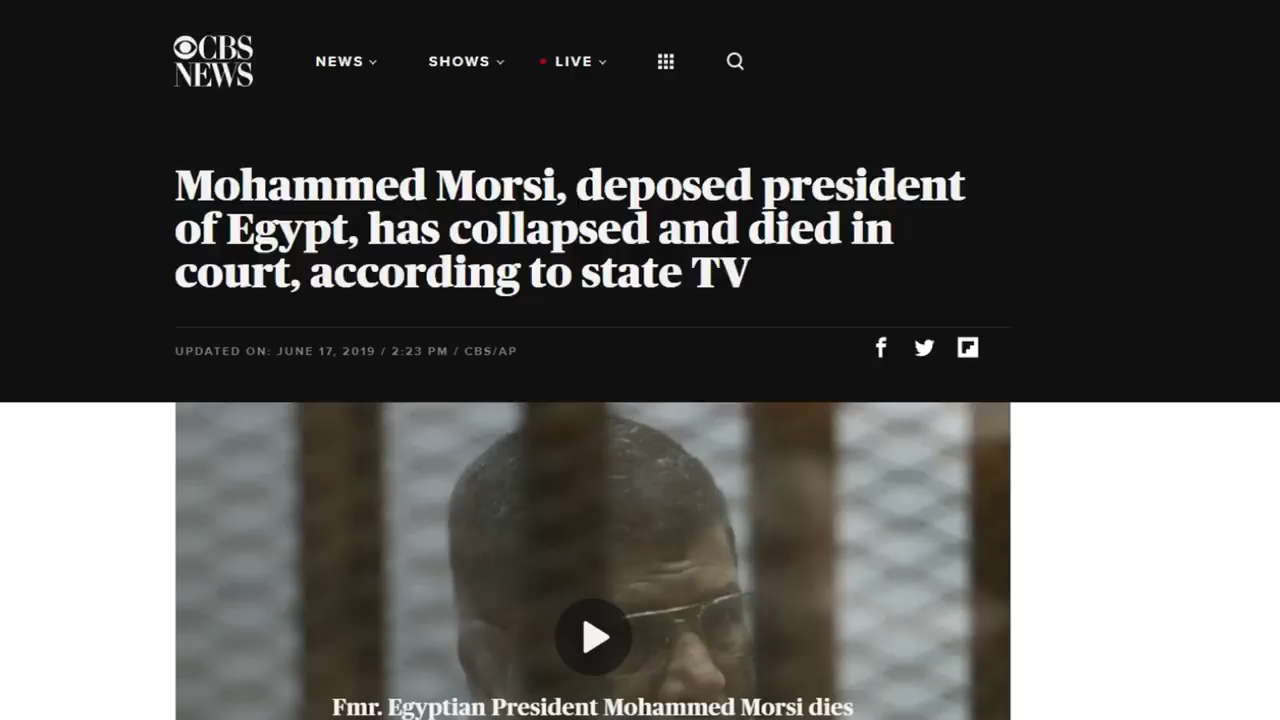 CBS
NEWS
NEWS
SHOWS
LIVE
Mohammed Morsi, deposed president
of Egypt, has collapsed and died in
court, according to state TV
UPDATED ON: JUNE 17, 2019 / 2:23 PM / CBS/AP
Fmr. Egyptian President Mohammed Morsi dies